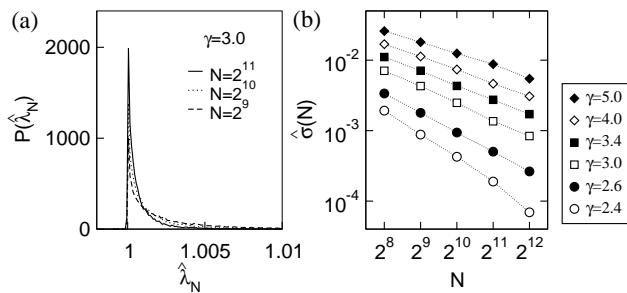 (a)
γ=3.0
N=2^11
N=2^10
N=2^9
P(λ̂_N)
2000
1000
0
1
1.005
1.01
λ̂_N
(b)
σ̂(N)
10^-2
10^-3
10^-4
2^8
2^9
2^10
2^11
2^12
N
γ=5.0
γ=4.0
γ=3.4
γ=3.0
γ=2.6
γ=2.4